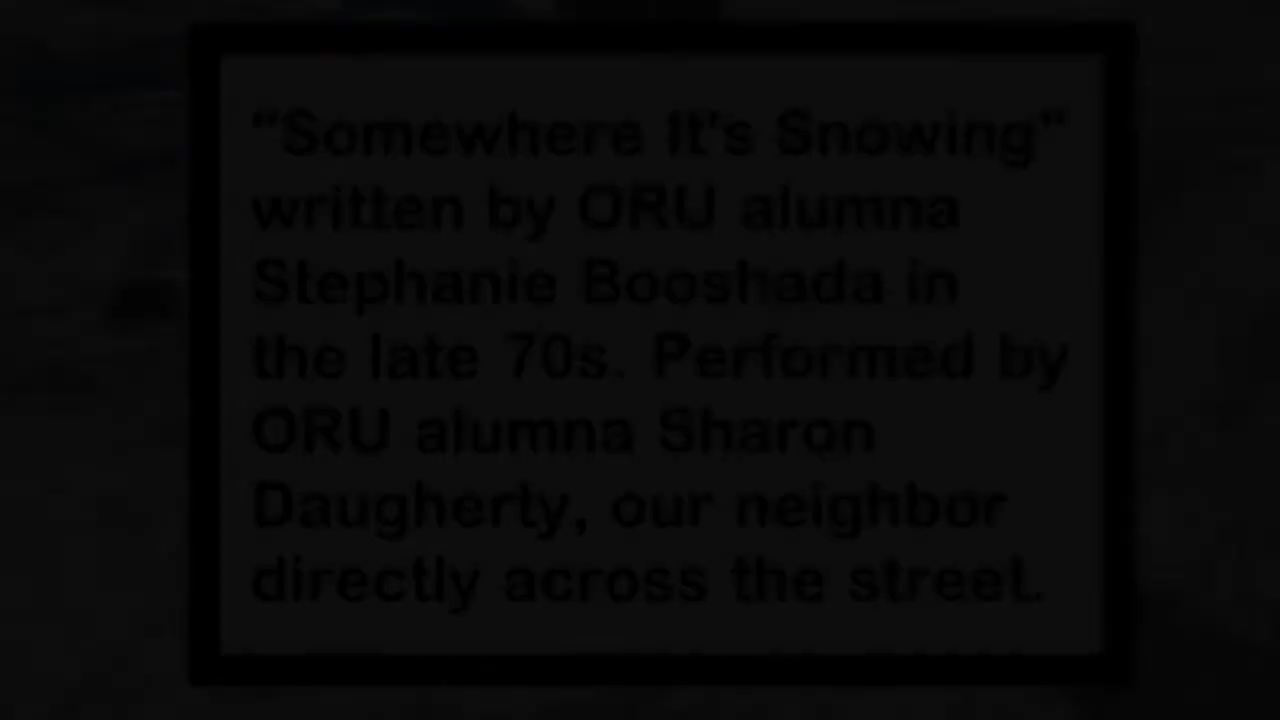 "Somewhere It's Snowing"
written by ORU alumna
Stephanie Booshada in
the late 70s. Performed by
ORU alumna Sharon
Daugherty, our neighbor
directly across the street.